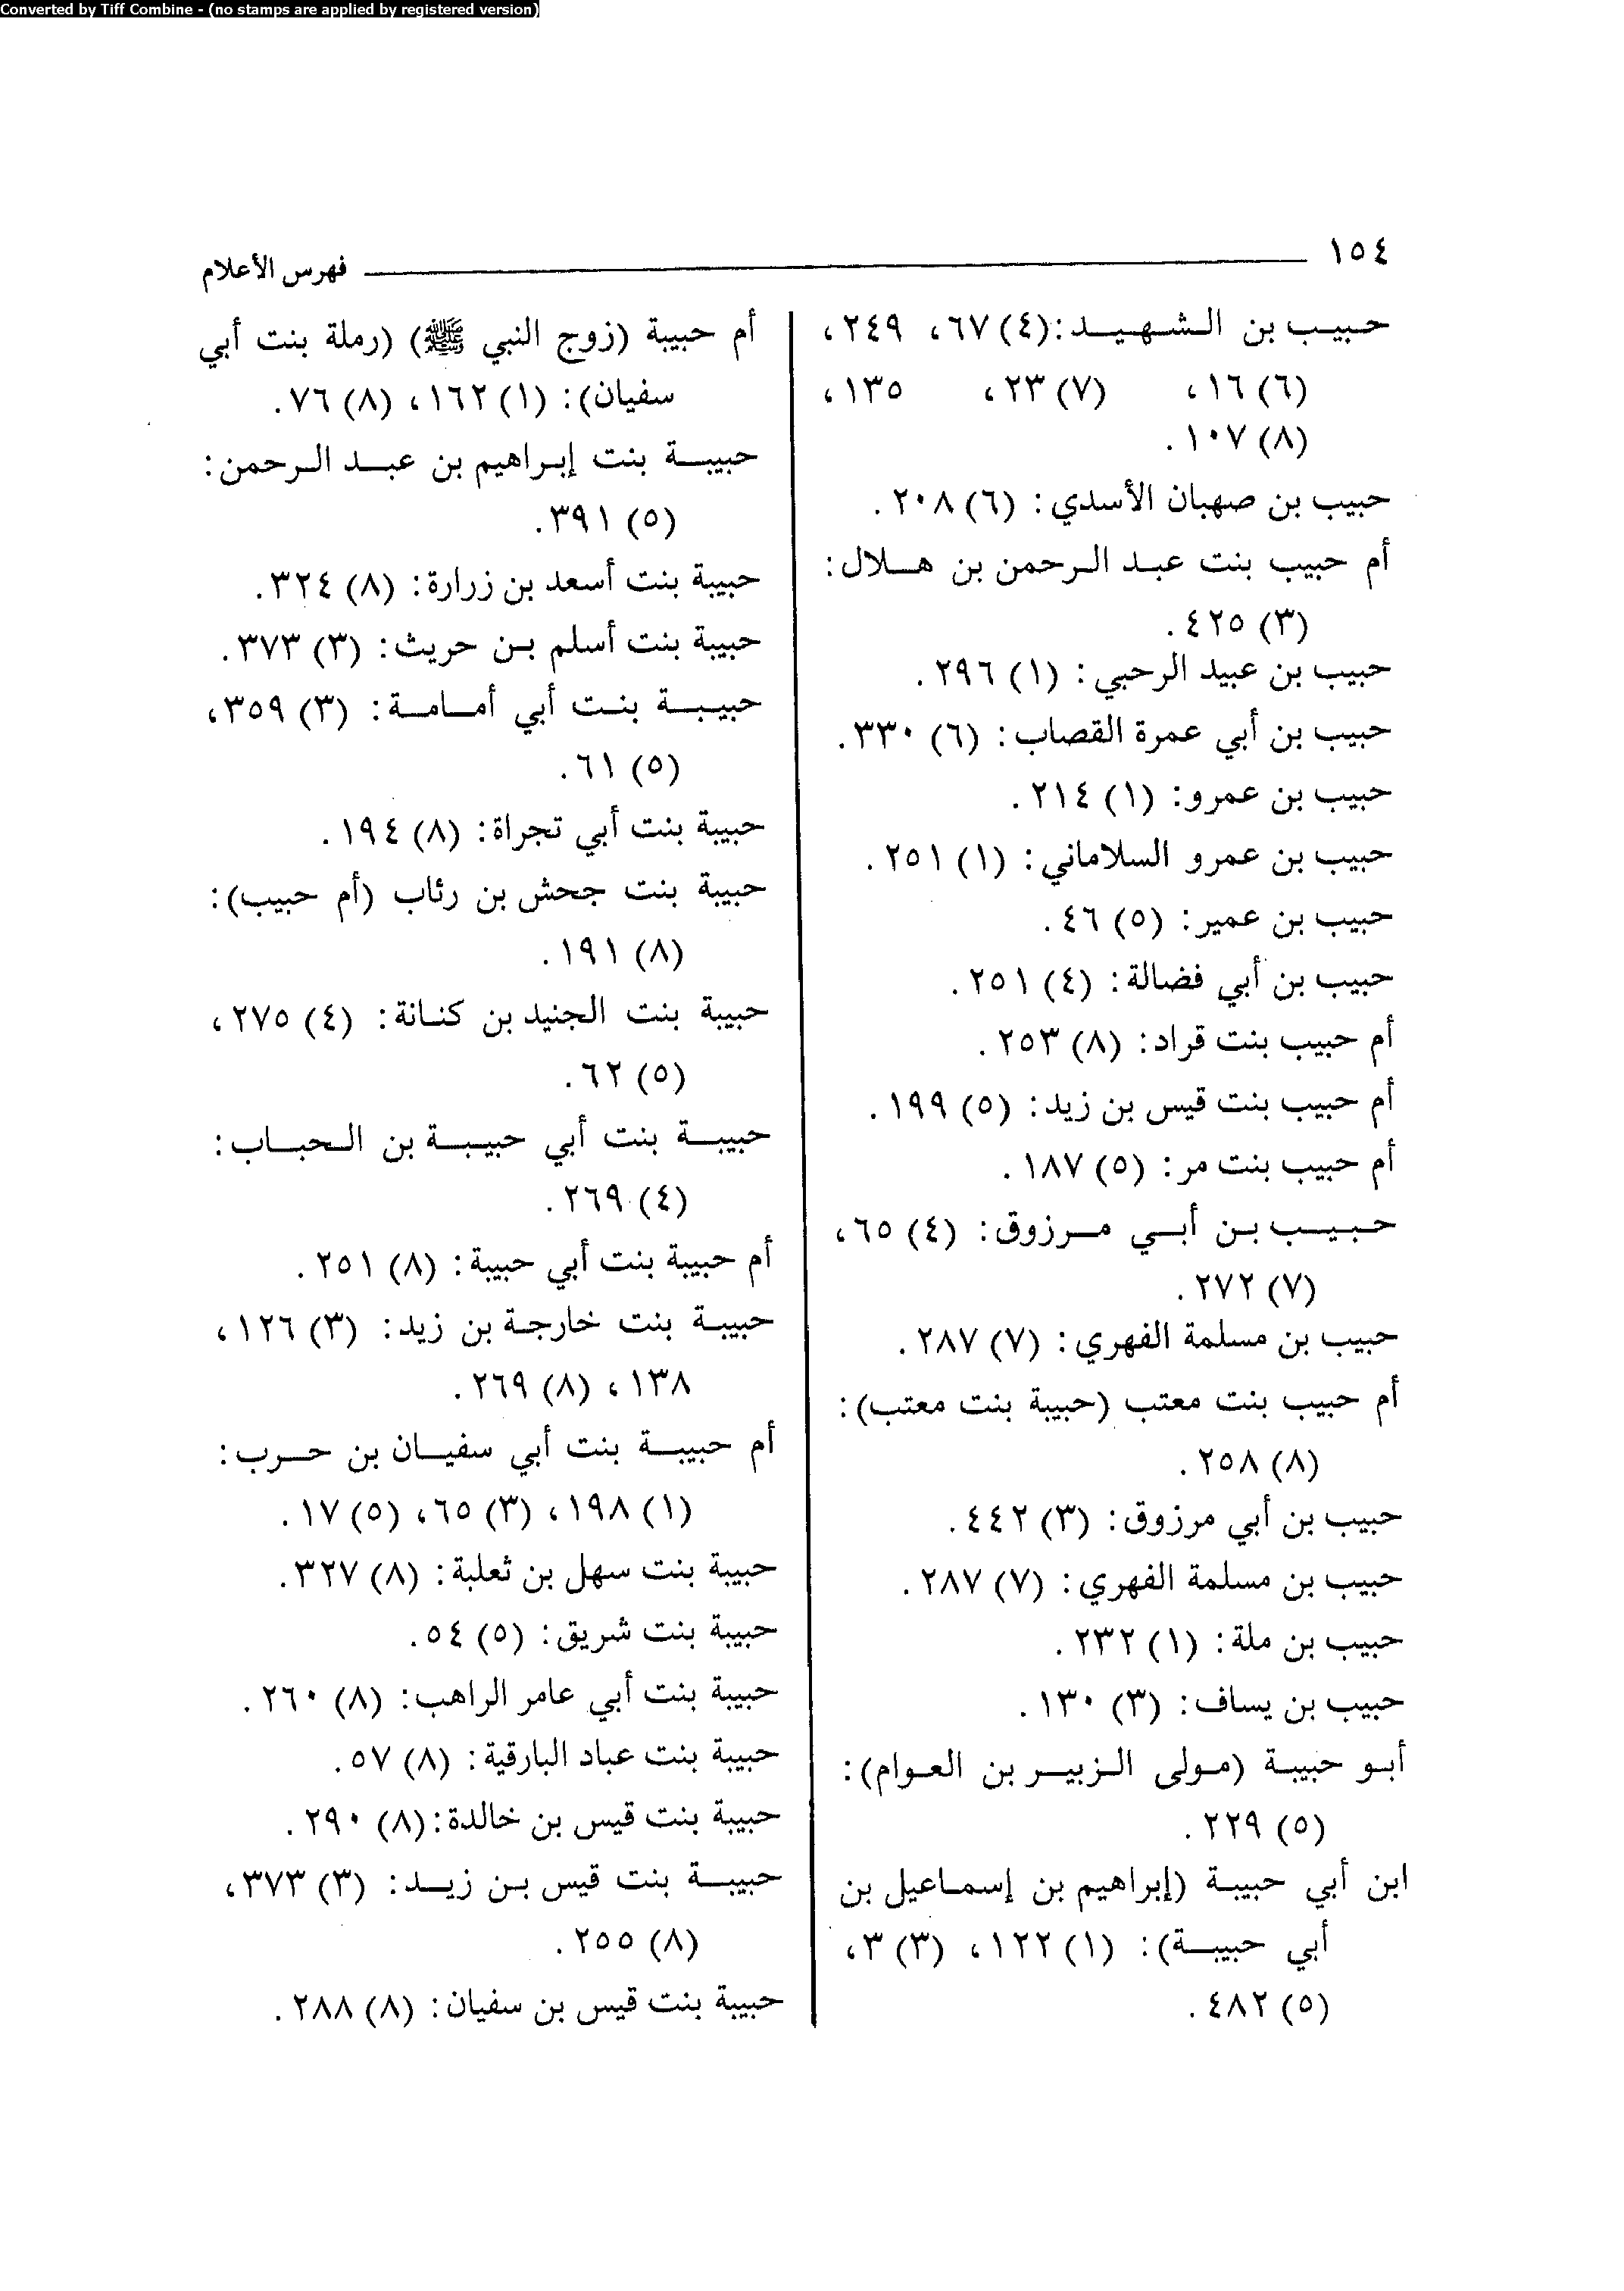 Converted by Tiff Combine - (no stamps are applied by registered version)
١٥٤
فهرس الأعلام
حبيب بن الشهيد: (٤) ٦٧، ٢٤٩،
(٦) ١٦، (٧) ٢٣، ١٣٥،
(٨) ١٠٧.
حبيب بن صهبان الأسدي: (٦) ٢٠٨.
أم حبيب بنت عبد الرحمن بن هلال:
(٣) ٤٢٥.
حبيب بن عبيد الرحبي: (١) ٢٩٦.
حبيب بن أبي عمرة القصاب: (٦) ٣٣٠.
حبيب بن عمرو: (١) ٢١٤.
حبيب بن عمرو السلاماني: (١) ٢٥١.
حبيب بن عمير: (٥) ٤٦.
حبيب بن أبي فضالة: (٤) ٢٥١.
أم حبيب بنت قراد: (٨) ٢٥٣.
أم حبيب بنت قيس بن زيد: (٥) ١٩٩.
أم حبيب بنت مر: (٥) ١٨٧.
حبيب بن أبي مرزوق: (٤) ٦٥،
(٧) ٢٧٢.
حبيب بن مسلمة الفهري: (٧) ٢٨٧.
أم حبيب بنت معتب (حبيبة بنت معتب):
(٨) ٢٥٨.
حبيب بن أبي مرزوق: (٣) ٤٤٢.
حبيب بن مسلمة الفهري: (٧) ٢٨٧.
حبيب بن ملة: (١) ٢٣٢.
حبيب بن يساف: (٣) ١٣٠.
أبو حبيبة (مولى الزبير بن العوام):
(٥) ٢٢٩.
ابن أبي حبيبة (إبراهيم بن إسماعيل بن
أبي حبيبة): (١) ١٢٢، (٣) ٣،
(٥) ٤٨٢.
أم حبيبة (زوج النبي ﷺ) (رملة بنت أبي
سفيان): (١) ١٦٢، (٨) ٧٦.
حبيبة بنت إبراهيم بن عبد الرحمن:
(٥) ٣٩١.
حبيبة بنت أسعد بن زرارة: (٨) ٣٢٤.
حبيبة بنت أسلم بن حريث: (٣) ٣٧٣.
حبيبة بنت أبي أمامة: (٣) ٣٥٩،
(٥) ٦١.
حبيبة بنت أبي تجراة: (٨) ١٩٤.
حبيبة بنت جحش بن رئاب (أم حبيب):
(٨) ١٩١.
حبيبة بنت الجنيد بن كنانة: (٤) ٢٧٥،
(٥) ٦٢.
حبيبة بنت أبي حبيبة بن الحباب:
(٤) ٢٦٩.
أم حبيبة بنت أبي حبيبة: (٨) ٢٥١.
حبيبة بنت خارجة بن زيد: (٣) ١٢٦،
١٣٨، (٨) ٢٦٩.
أم حبيبة بنت أبي سفيان بن حرب:
(١) ١٩٨، (٣) ٦٥، (٥) ١٧.
حبيبة بنت سهل بن ثعلبة: (٨) ٣٢٧.
حبيبة بنت شريق: (٥) ٥٤.
حبيبة بنت أبي عامر الراهب: (٨) ٢٦٠.
حبيبة بنت عباد البارقية: (٨) ٥٧.
حبيبة بنت قيس بن خالدة: (٨) ٢٩٠.
حبيبة بنت قيس بن زيد: (٣) ٣٧٣،
(٨) ٢٥٥.
حبيبة بنت قيس بن سفيان: (٨) ٢٨٨.